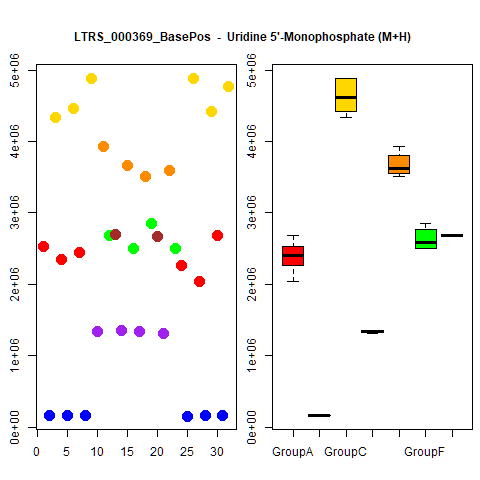 LTRS_000369_BasePos - Uridine 5'-Monophosphate (M+H)
5e+06
4e+06
3e+06
2e+06
1e+06
0e+00
0 5 10 15 20 25 30
5e+06
4e+06
3e+06
2e+06
1e+06
0e+00
GroupA GroupC GroupF